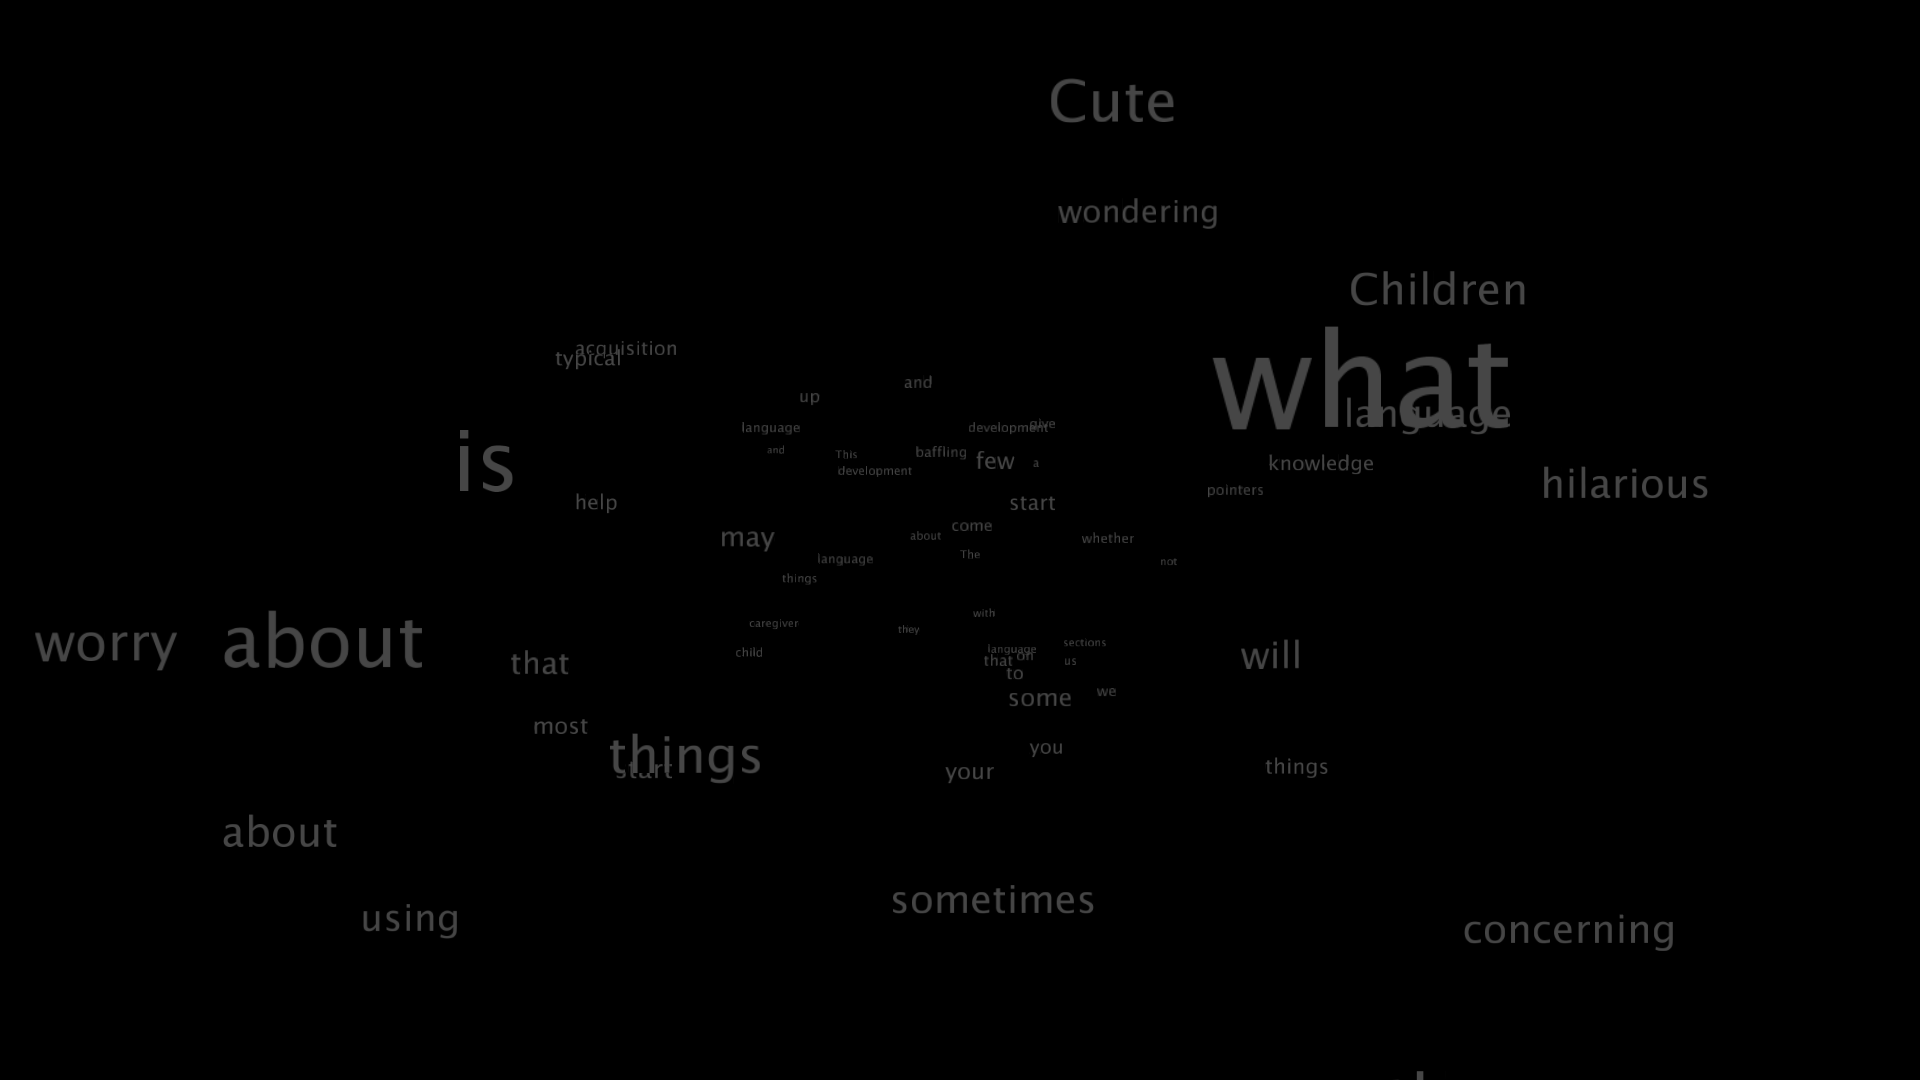 Cute
wondering
Children
what
acquisition
typical
and
up
language
language
development
give
is
and
This
baffling
few
a
knowledge
development
pointers
hilarious
help
start
may
come
about
whether
The
language
not
things
with
caregiver
they
worry
about
that
child
language
sections
that
on
us
will
to
some
we
most
things
start
your
you
things
about
using
sometimes
concerning